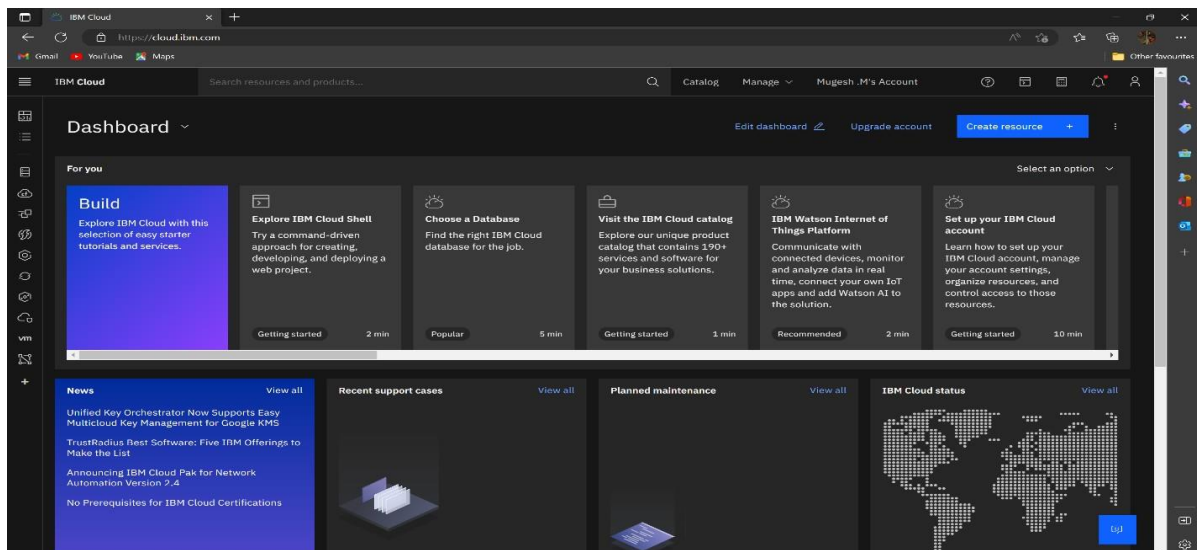 IBM Cloud
https://cloud.ibm.com
Gmail YouTube Maps Other favourites
IBM Cloud Search resources and products... Catalog Manage Mugesh .M's Account
Dashboard Edit dashboard Upgrade account Create resource +
For you Select an option
Build
Explore IBM Cloud with this
selection of easy starter
tutorials and services.
Explore IBM Cloud Shell
Try a command-driven
approach for creating,
developing, and deploying a
web project.
Getting started 2 min
Choose a Database
Find the right IBM Cloud
database for the job.
Popular 5 min
Visit the IBM Cloud catalog
Explore our unique product
catalog that contains 190+
services and software for
your business solutions.
Getting started 1 min
IBM Watson Internet of
Things Platform
Communicate with
connected devices, monitor
and analyze data in real
time, connect your own IoT
apps and add Watson AI to
the solution.
Recommended 2 min
Set up your IBM Cloud
account
Learn how to set up your
IBM Cloud account, manage
your account settings,
organize resources, and
control access to those
resources.
Getting started 10 min
vm
News View all
Unified Key Orchestrator Now Supports Easy
Multicloud Key Management for Google KMS
TrustRadius Best Software: Five IBM Offerings to
Make the List
Announcing IBM Cloud Pak for Network
Automation Version 2.4
No Prerequisites for IBM Cloud Certifications
Recent support cases View all
Planned maintenance View all
IBM Cloud status View all